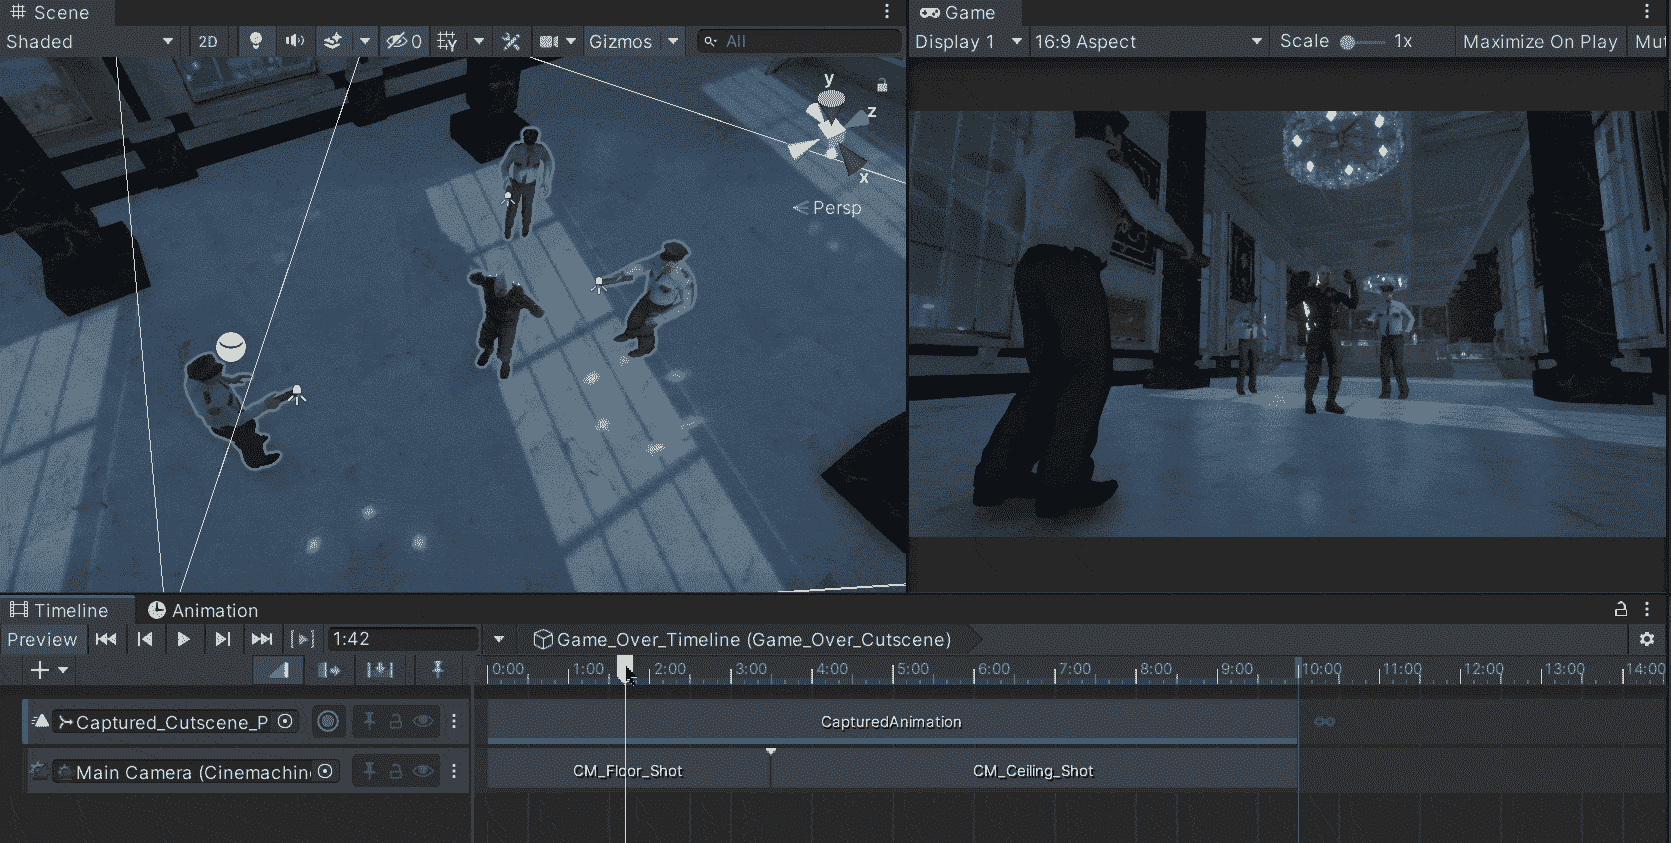 Scene
Game
Shaded
2D
0
Gizmos
All
Display 1
16:9 Aspect
Scale
1x
Maximize On Play
Mut
y
z
x
Persp
Timeline
Animation
Preview
1:42
Game_Over_Timeline (Game_Over_Cutscene)
0:00 1:00 2:00 3:00 4:00 5:00 6:00 7:00 8:00 9:00 10:00 11:00 12:00 13:00 14:00
Captured_Cutscene_P
CapturedAnimation
Main Camera (Cinemachin
CM_Floor_Shot
CM_Ceiling_Shot